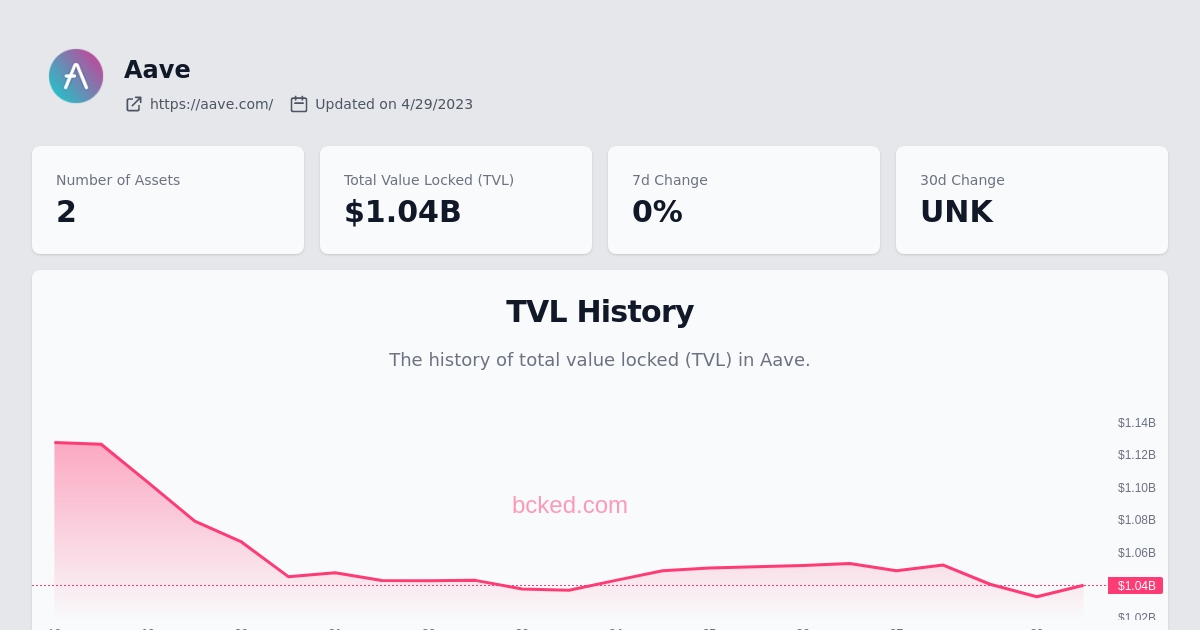 Aave
https://aave.com/ Updated on 4/29/2023
Number of Assets
2
Total Value Locked (TVL)
$1.04B
7d Change
0%
30d Change
UNK
TVL History
The history of total value locked (TVL) in Aave.
$1.14B
$1.12B
$1.10B
bcked.com
$1.08B
$1.06B
$1.04B
$1.02B